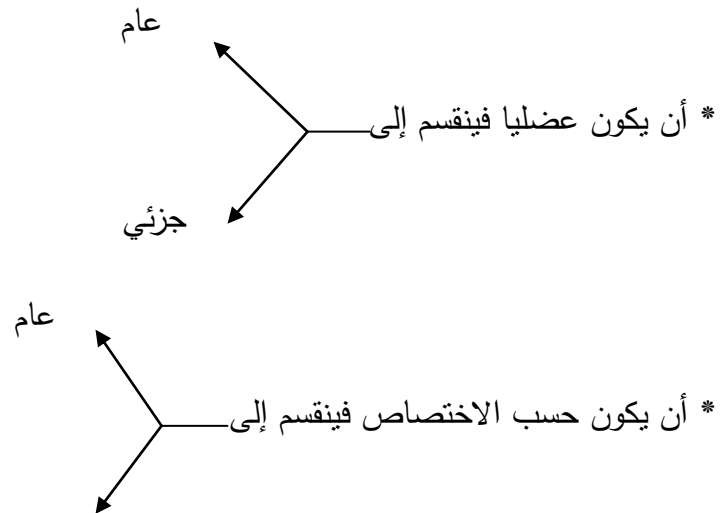 عام
* أن يكون عضليا فينقسم إلى
جزئي
عام
* أن يكون حسب الاختصاص فينقسم إلى